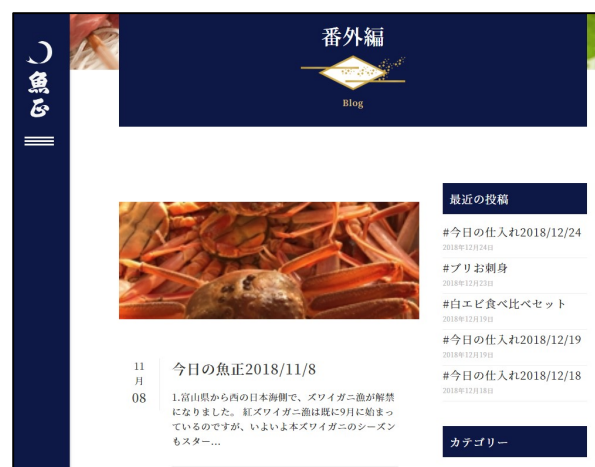 魚正
番外編
Blog
11
月
08
今日の魚正2018/11/8
1.富山県から西の日本海側で、ズワイガニ漁が解禁
になりました。 紅ズワイガニ漁は既に9月に始まっ
ているのですが、いよいよ本ズワイガニのシーズン
もスター...
最近の投稿
#今日の仕入れ2018/12/24
2018年12月24日
#ブリお刺身
2018年12月23日
#白エビ食べ比べセット
2018年12月19日
#今日の仕入れ2018/12/19
2018年12月19日
#今日の仕入れ2018/12/18
2018年12月18日
カテゴリー